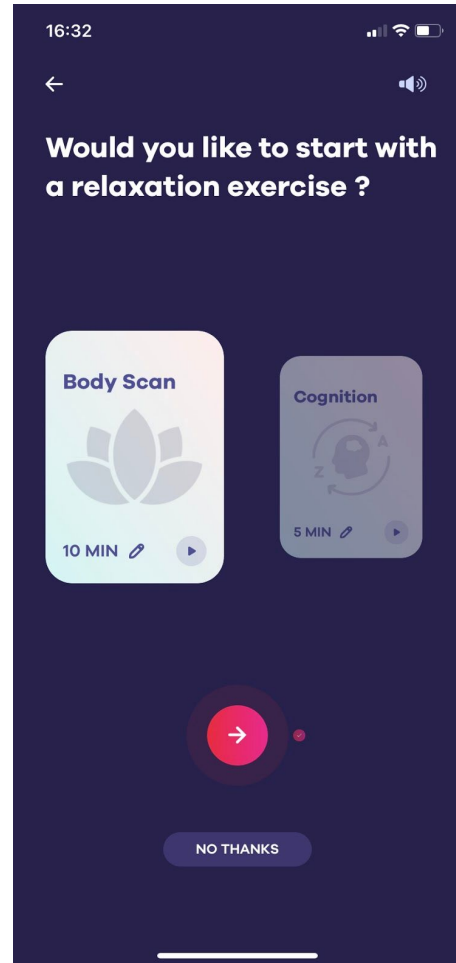 16:32
Would you like to start with
a relaxation exercise ?
Body Scan
Cognition
A
Z
10 MIN
5 MIN
NO THANKS